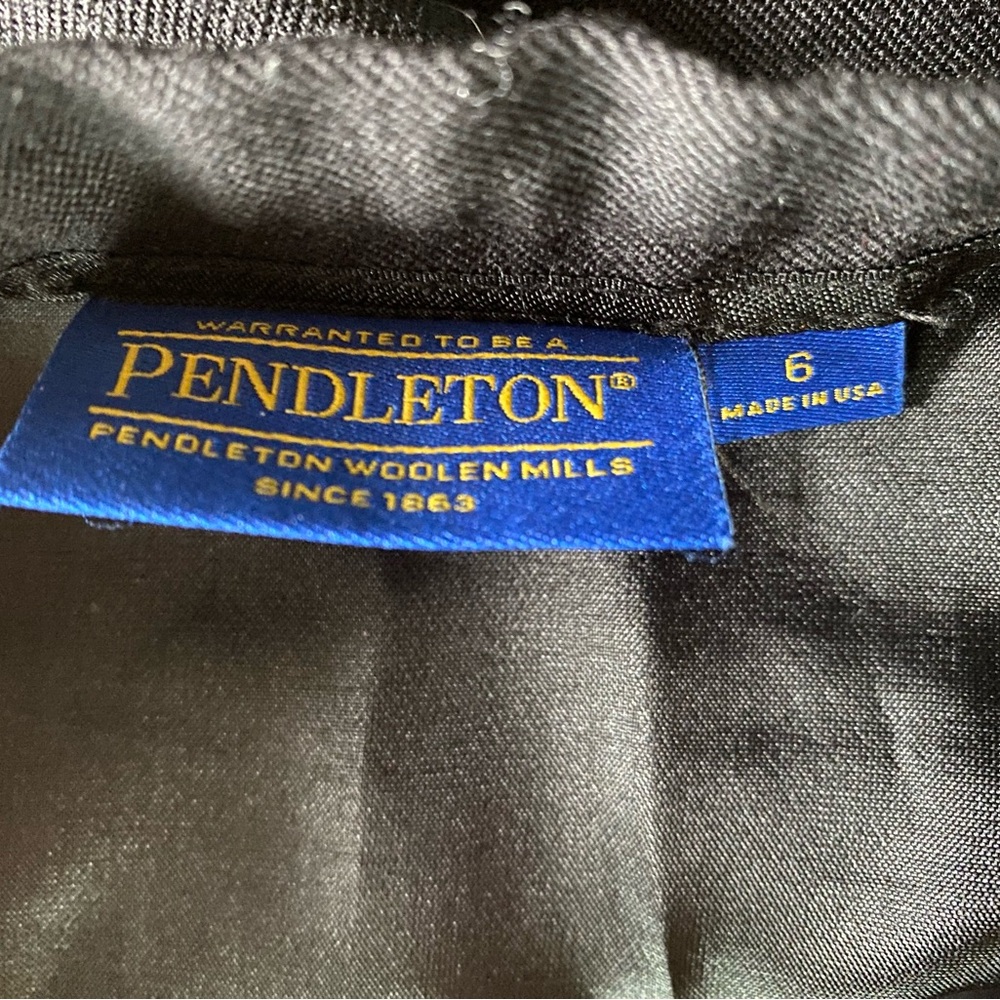 WARRANTED TO BE A
PENDLETON®
PENDLETON WOOLEN MILLS
SINCE 1863
6
MADE IN USA